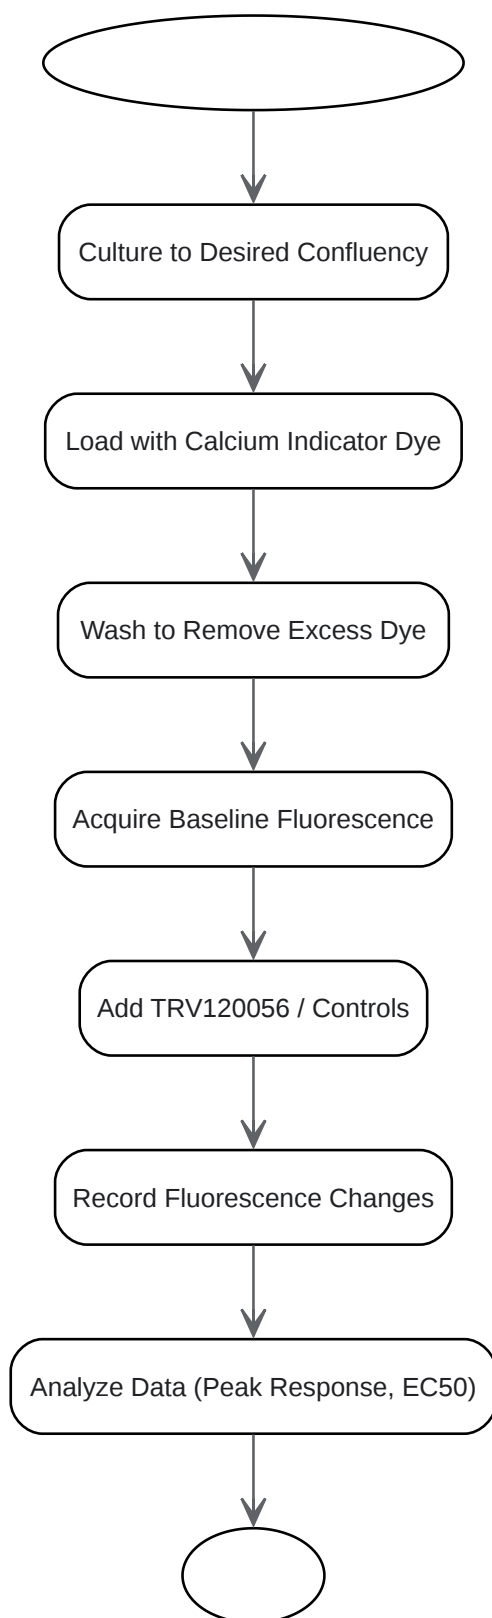 Culture to Desired Confluency
Load with Calcium Indicator Dye
Wash to Remove Excess Dye
Acquire Baseline Fluorescence
Add TRV120056 / Controls
Record Fluorescence Changes
Analyze Data (Peak Response, EC50)